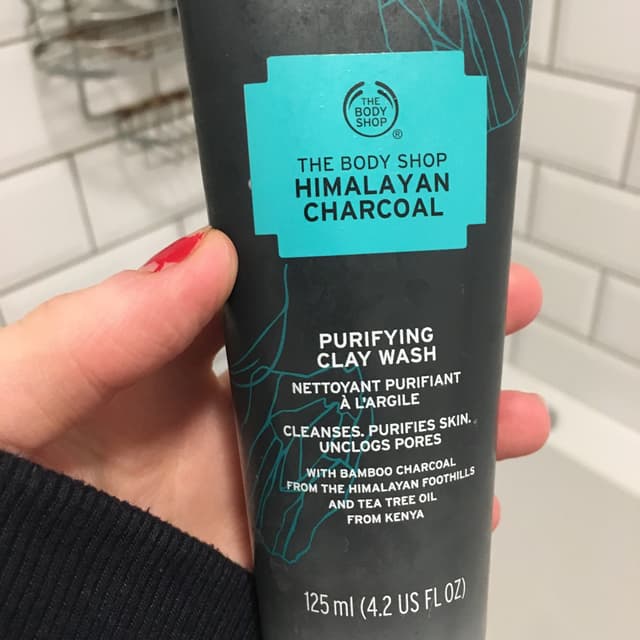 THE
BODY
SHOP
®
THE BODY SHOP
HIMALAYAN
CHARCOAL
PURIFYING
CLAY WASH
NETTOYANT PURIFIANT
À L'ARGILE
CLEANSES. PURIFIES SKIN.
UNCLOGS PORES
WITH BAMBOO CHARCOAL
FROM THE HIMALAYAN FOOTHILLS
AND TEA TREE OIL
FROM KENYA
125 ml (4.2 US FL OZ)